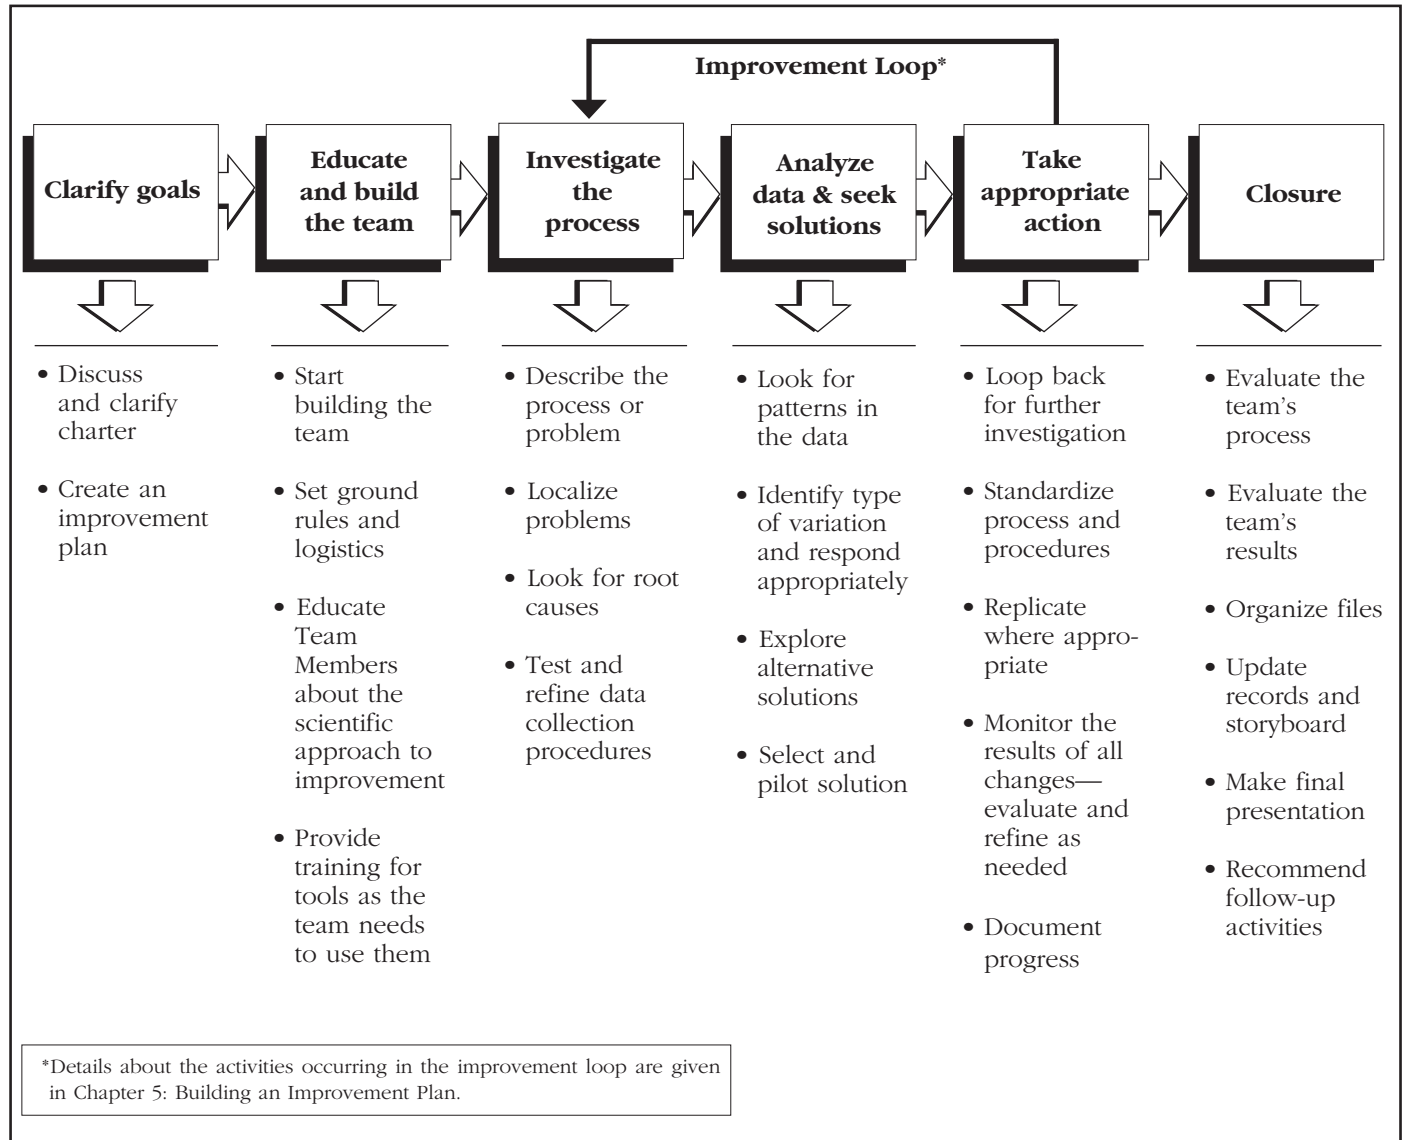 Improvement Loop*
Clarify goals
Educate
and build
the team
Investigate
the
process
Analyze
data & seek
solutions
Take
appropriate
action
Closure
• Discuss
and clarify
charter
• Create an
improvement
plan
• Start
building the
team
• Set ground
rules and
logistics
• Educate
Team
Members
about the
scientific
approach to
improvement
• Provide
training for
tools as the
team needs
to use them
• Describe the
process or
problem
• Localize
problems
• Look for root
causes
• Test and
refine data
collection
procedures
• Look for
patterns in
the data
• Identify type
of variation
and respond
appropriately
• Explore
alternative
solutions
• Select and
pilot solution
• Loop back
for further
investigation
• Standardize
process and
procedures
• Replicate
where appro-
priate
• Monitor the
results of all
changes—
evaluate and
refine as
needed
• Document
progress
• Evaluate the
team’s
process
• Evaluate the
team’s
results
• Organize files
• Update
records and
storyboard
• Make final
presentation
• Recommend
follow-up
activities
*Details about the activities occurring in the improvement loop are given
in Chapter 5: Building an Improvement Plan.